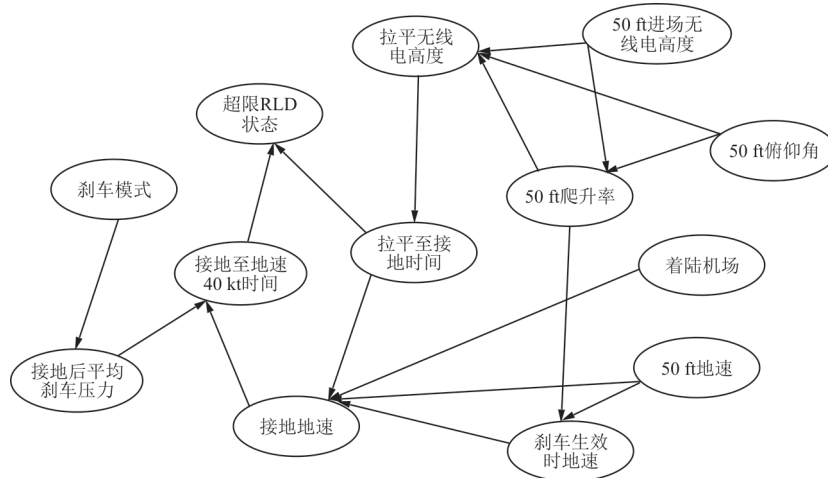 拉平无线
电高度
50 ft进场无
线电高度
超限RLD
状态
50 ft俯仰角
刹车模式
50 ft爬升率
拉平至接
地时间
接地至地速
40 kt时间
着陆机场
接地后平均
刹车压力
50 ft地速
接地地速
刹车生效
时地速